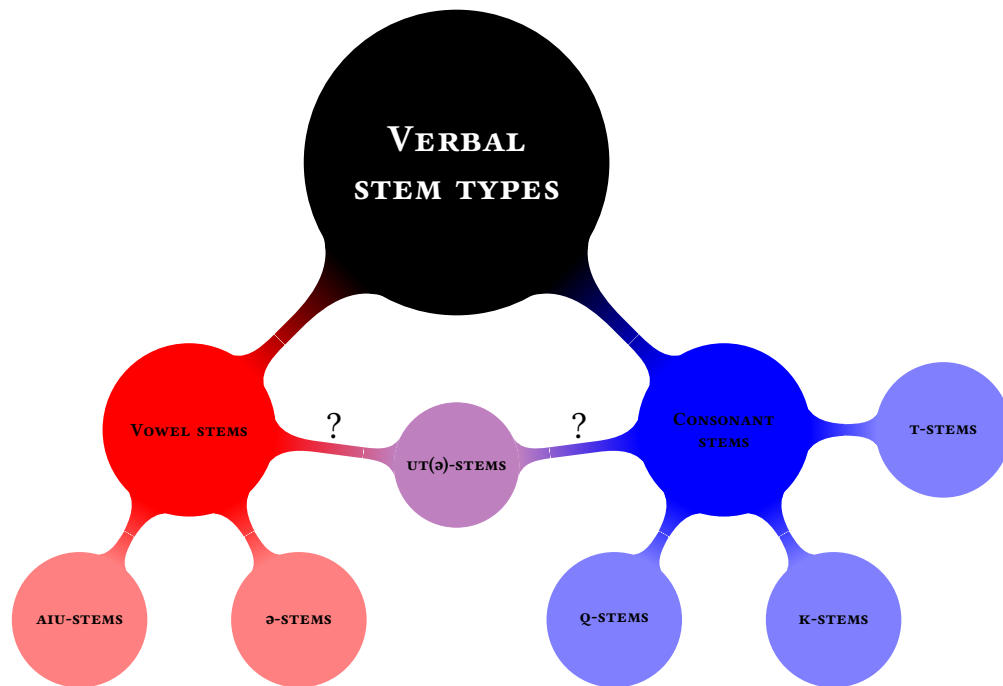 Verbal
stem types
Vowel stems
?
ut(ə)-stems
?
Consonant
stems
t-stems
aiu-stems
ə-stems
q-stems
k-stems